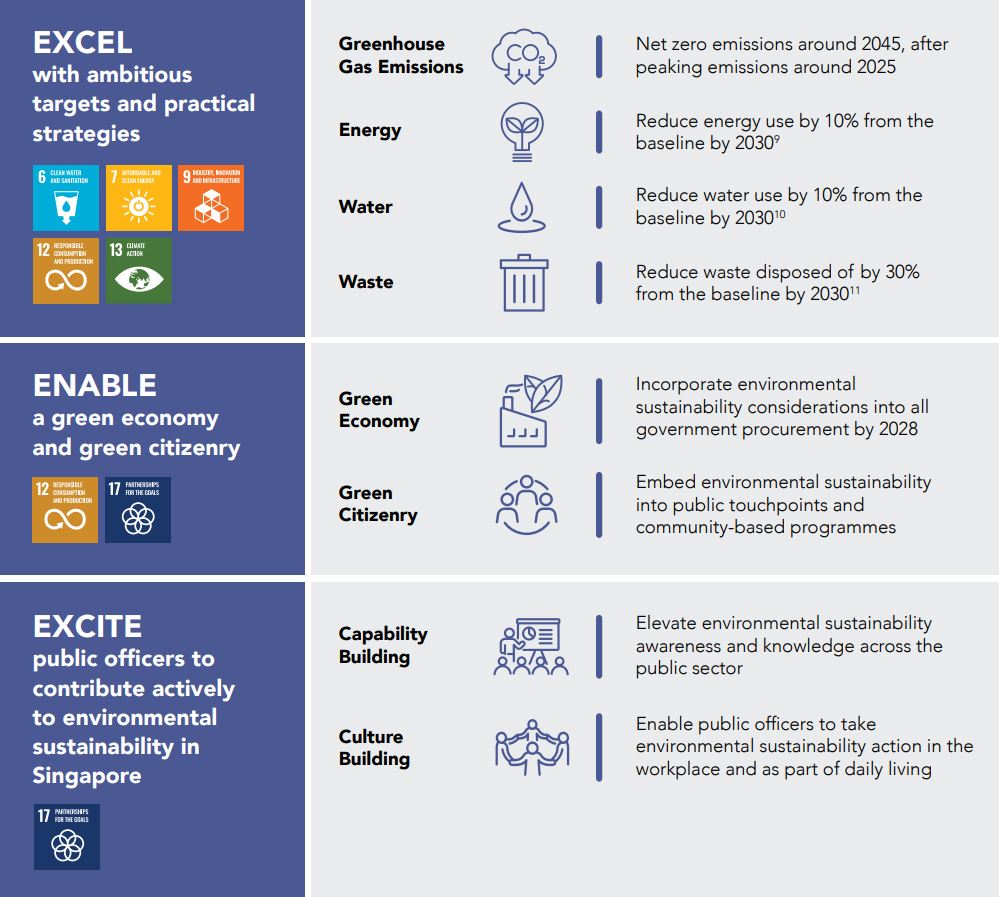 EXCEL
with ambitious
targets and practical
strategies
6 CLEAN WATER
AND SANITATION
7 AFFORDABLE AND
CLEAN ENERGY
9 INDUSTRY, INNOVATION
AND INFRASTRUCTURE
12 RESPONSIBLE
CONSUMPTION
AND PRODUCTION
13 CLIMATE
ACTION
Greenhouse
Gas Emissions
CO₂
Net zero emissions around 2045, after
peaking emissions around 2025
Energy
Reduce energy use by 10% from the
baseline by 2030⁹
Water
Reduce water use by 10% from the
baseline by 2030¹⁰
Waste
Reduce waste disposed of by 30%
from the baseline by 2030¹¹
ENABLE
a green economy
and green citizenry
12 RESPONSIBLE
CONSUMPTION
AND PRODUCTION
17 PARTNERSHIPS
FOR THE GOALS
Green
Economy
Incorporate environmental
sustainability considerations into all
government procurement by 2028
Green
Citizenry
Embed environmental sustainability
into public touchpoints and
community-based programmes
EXCITE
public officers to
contribute actively
to environmental
sustainability in
Singapore
17 PARTNERSHIPS
FOR THE GOALS
Capability
Building
Elevate environmental sustainability
awareness and knowledge across the
public sector
Culture
Building
Enable public officers to take
environmental sustainability action in the
workplace and as part of daily living